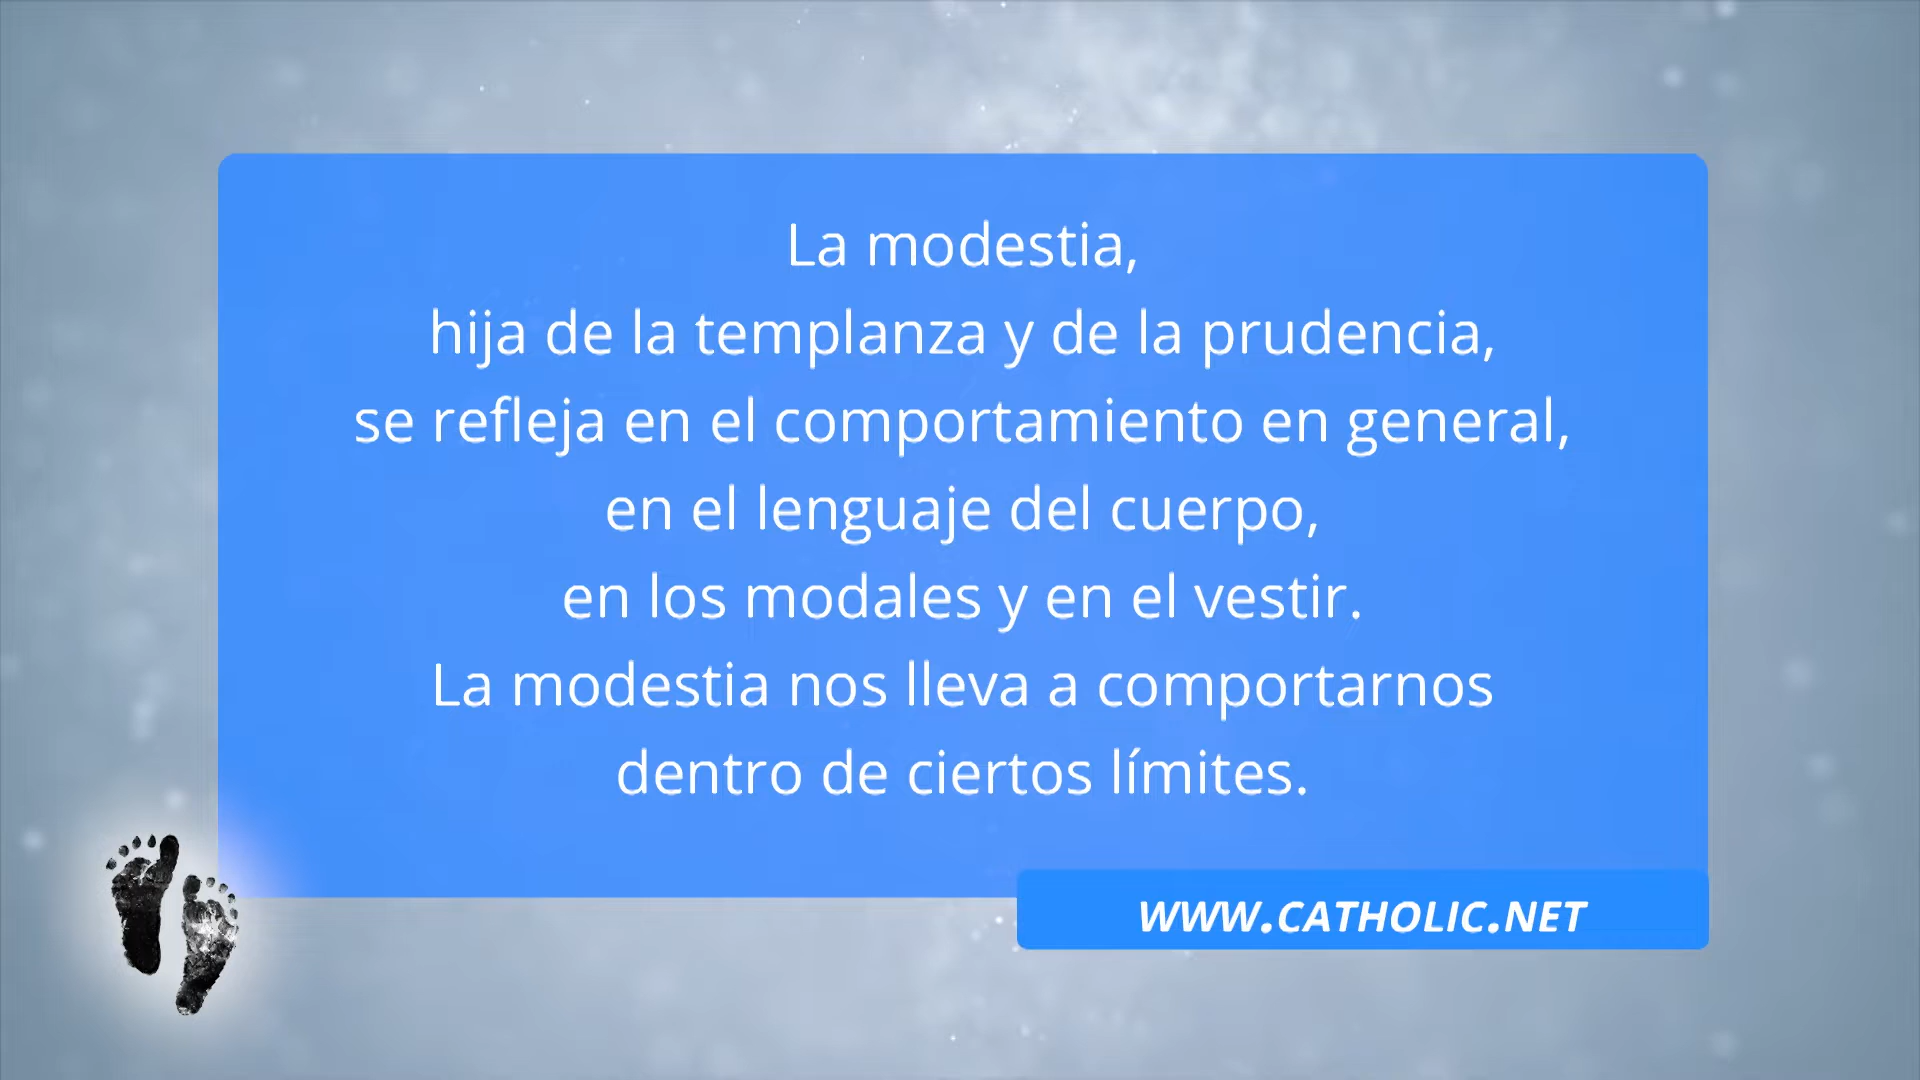 La modestia,
hija de la templanza y de la prudencia,
se refleja en el comportamiento en general,
en el lenguaje del cuerpo,
en los modales y en el vestir.
La modestia nos lleva a comportarnos
dentro de ciertos límites.
WWW.CATHOLIC.NET